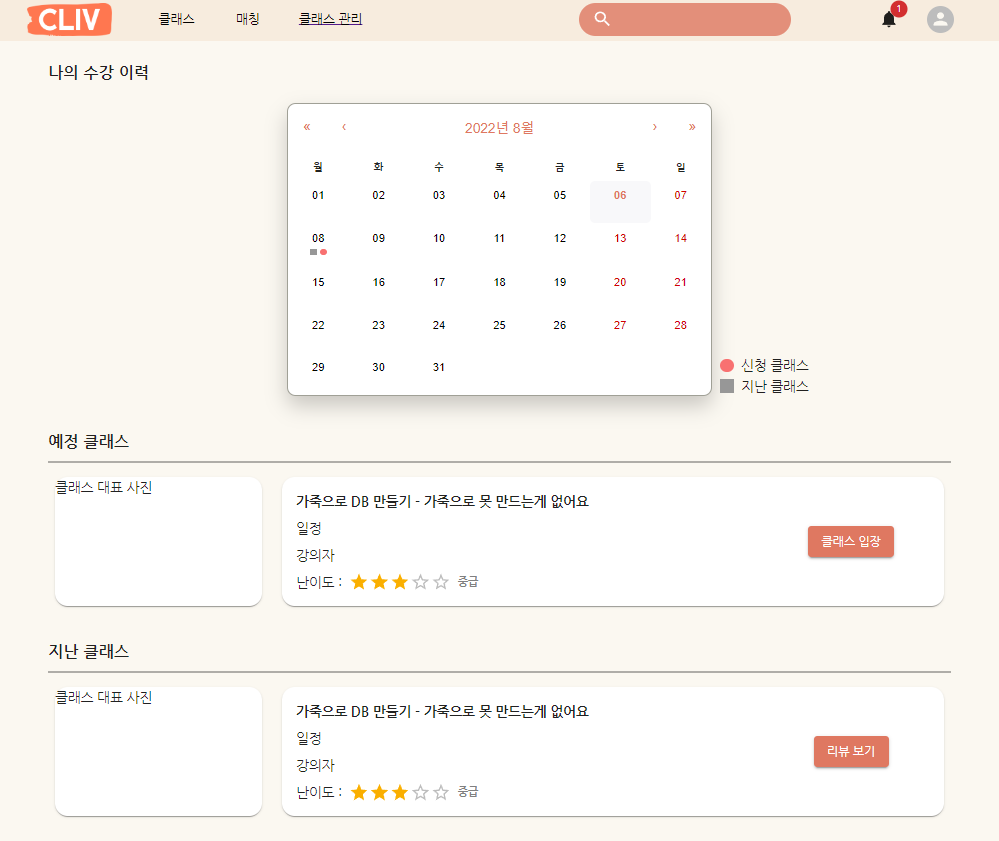 CLIV 클래스 매칭 클래스 관리 1
나의 수강 이력
« ‹ 2022년 8월 › »
월 화 수 목 금 토 일
01 02 03 04 05 06 07
08 09 10 11 12 13 14
15 16 17 18 19 20 21
22 23 24 25 26 27 28
29 30 31
신청 클래스
지난 클래스
예정 클래스
클래스 대표 사진
가죽으로 DB 만들기 - 가죽으로 못 만드는게 없어요
일정
강의자
난이도 : 중급
클래스 입장
지난 클래스
클래스 대표 사진
가죽으로 DB 만들기 - 가죽으로 못 만드는게 없어요
일정
강의자
난이도 : 중급
리뷰 보기